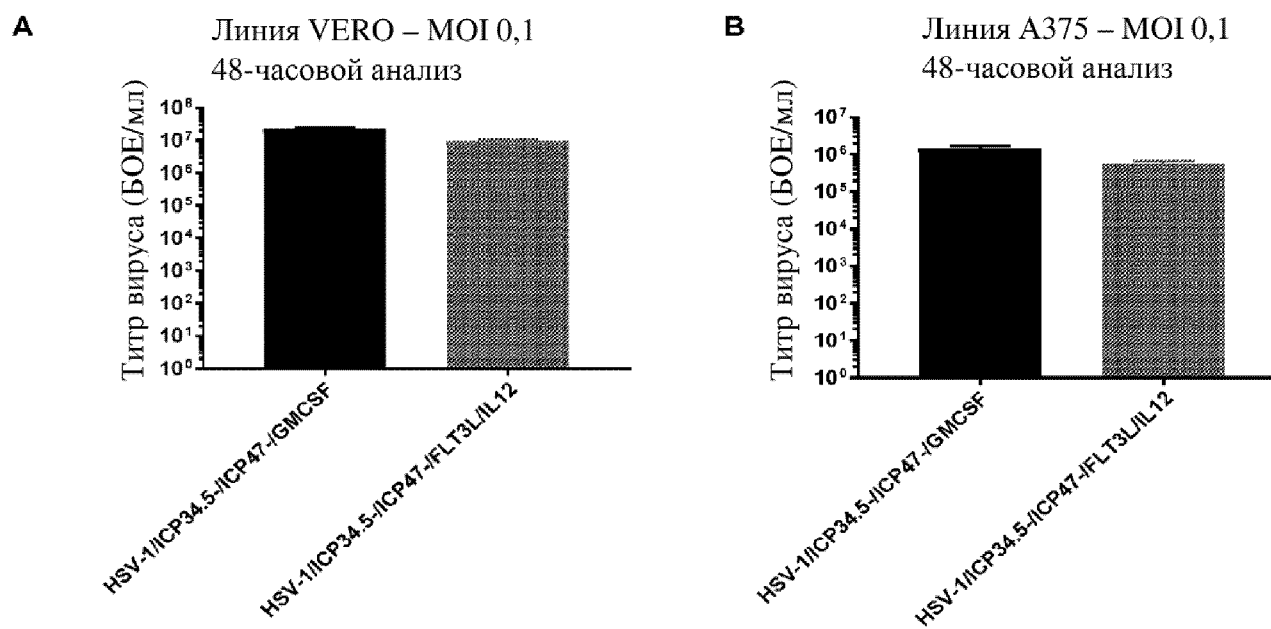 A
Линия VERO – MOI 0,1
48-часовой анализ
Титр вируса (БОЕ/мл)
10⁸
10⁷
10⁶
10⁵
10⁴
10³
10²
10¹
10⁰
HSV-1/ICP34.5-/ICP47-/GMCSF
HSV-1/ICP34.5-/ICP47-/FLT3L/IL12
B
Линия A375 – MOI 0,1
48-часовой анализ
Титр вируса (БОЕ/мл)
10⁷
10⁶
10⁵
10⁴
10³
10²
10¹
10⁰
HSV-1/ICP34.5-/ICP47-/GMCSF
HSV-1/ICP34.5-/ICP47-/FLT3L/IL12